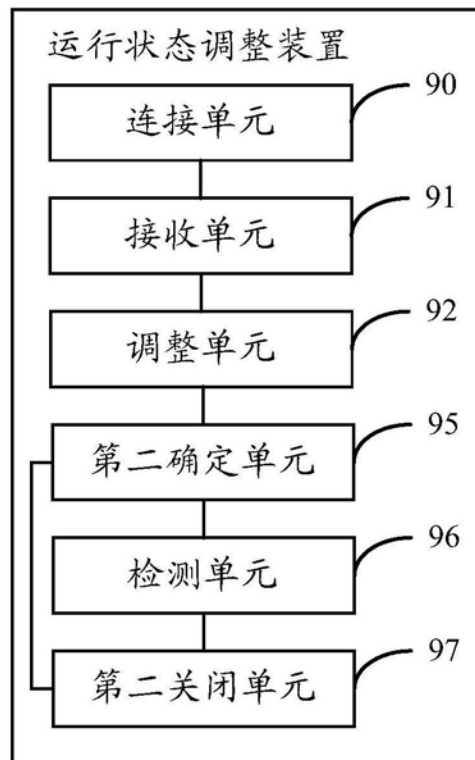 运行状态调整装置
连接单元
90
接收单元
91
调整单元
92
第二确定单元
95
检测单元
96
第二关闭单元
97